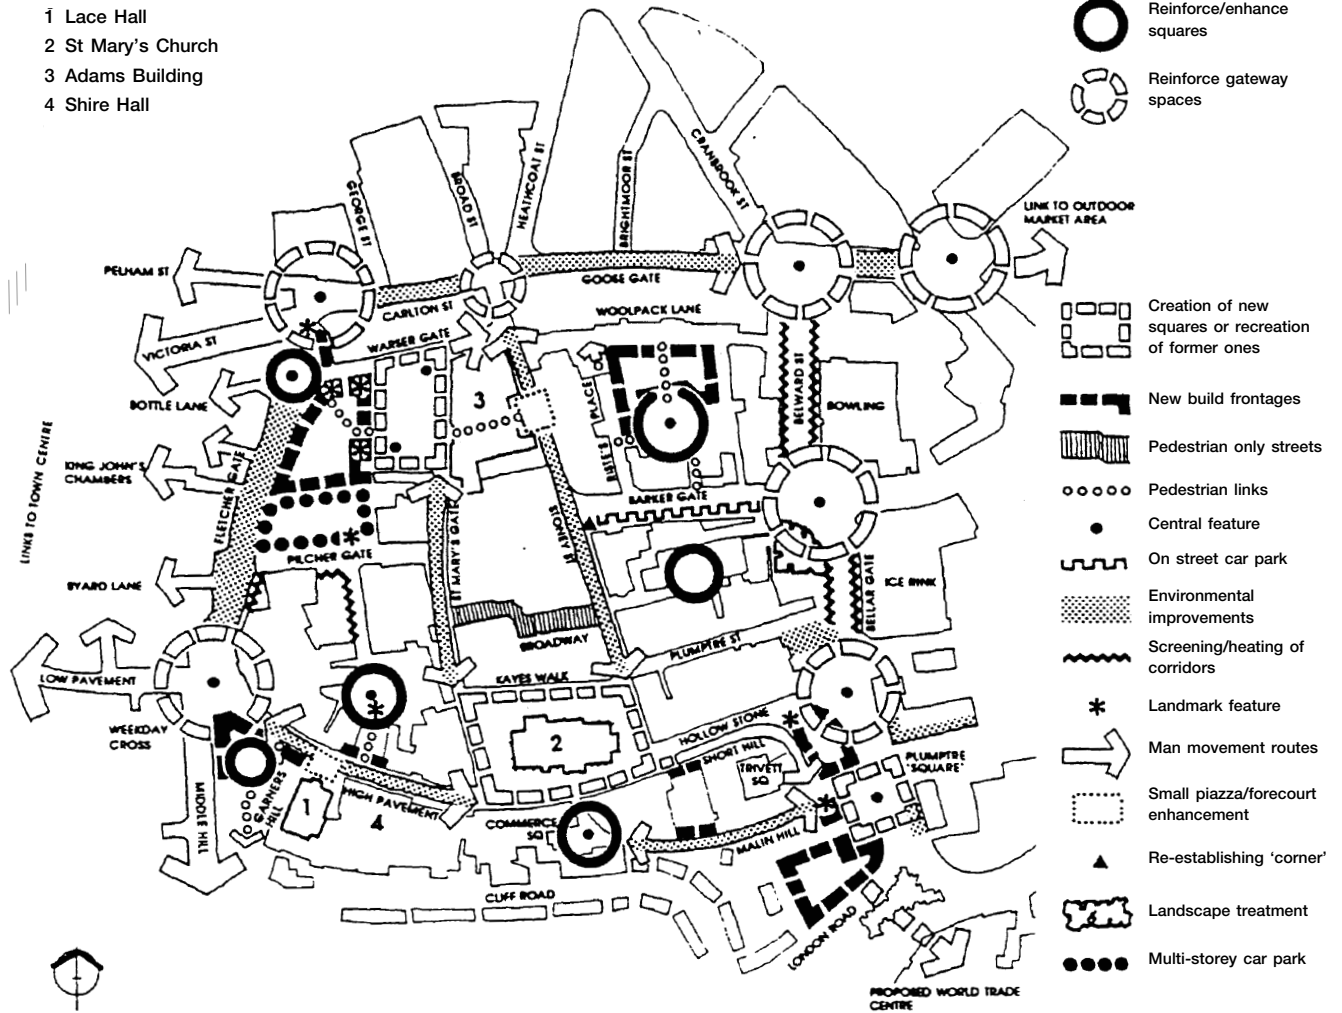 1 Lace Hall
2 St Mary's Church
3 Adams Building
4 Shire Hall
Reinforce/enhance
squares
Reinforce gateway
spaces
Creation of new
squares or recreation
of former ones
New build frontages
Pedestrian only streets
Pedestrian links
Central feature
On street car park
Environmental
improvements
Screening/heating of
corridors
Landmark feature
Man movement routes
Small piazza/forecourt
enhancement
Re-establishing ‘corner’
Landscape treatment
Multi-storey car park
GEORGE ST
BROAD ST
HEATHCOAT ST
BRIGHTMOOR ST
CRANBROOK ST
LINK TO OUTDOOR
MARKET AREA
PELHAM ST
CARLTON ST
GOOSE GATE
WOOLPACK LANE
VICTORIA ST
WARSER GATE
BOTTLE LANE
3
PLACE
BELWARD ST
BOWLING
LINKS TO TOWN CENTRE
KING JOHN'S
CHAMBERS
FLETCHER GATE
BARKER GATE
STONEY ST
ST MARY'S GATE
PILCHER GATE
BYARD LANE
BELLAR GATE
ICE RINK
BROADWAY
PLUMPTRE ST
KAYES WALK
LOW PAVEMENT
WEEKDAY
CROSS
2
HOLLOW STONE
SHORT HILL
TRIVETT
SQ
PLUMPTRE
'SQUARE'
MIDDLE HILL
GARNERS
HILL
1
HIGH PAVEMENT
4
COMMERCE
SQ
MALIN HILL
CLIFF ROAD
LONDON ROAD
PROPOSED WORLD TRADE
CENTRE